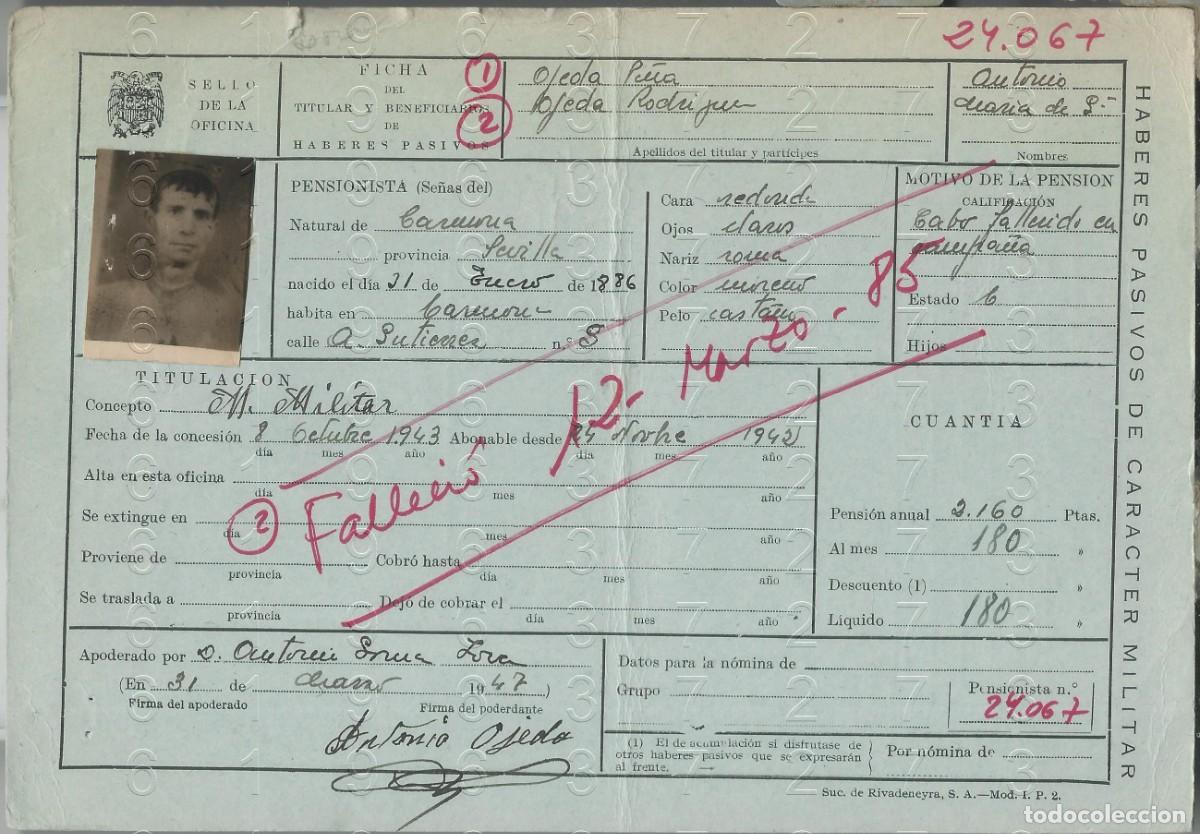 24.067
SELLO DE LA OFICINA
FICHA DEL TITULAR Y BENEFICIARIOS DE HABERES PASIVOS
1 Ojeda Piña Antonio
2 Ojeda Rodriguez Maria de
Apellidos del titular y partícipes Nombres
HABERES PASIVOS DE CARACTER MILITAR
PENSIONISTA (Señas del)
Natural de Carmona
provincia Sevilla
nacido el día 31 de Enero de 1886
habita en Carmona
calle A. Gutierrez n.º 8
Cara redonda
Ojos claros
Nariz roma
Color moreno
Pelo castaño
MOTIVO DE LA PENSION
CALIFICACIÓN
Cabo fallecido en campaña
Estado C
Hijos
TITULACION
Concepto M. Militar
Fecha de la concesión 8 Octubre 1.943 Abonable desde 24 Novbre 1942
día mes año día mes año
Alta en esta oficina
día mes año
Se extingue en
día mes año
Proviene de Cobró hasta
provincia día mes año
Se traslada a Dejó de cobrar el
provincia día mes año
2 Falleció 12- Marzo - 85
CUANTIA
Pensión anual 2.160 Ptas.
Al mes 180 »
Descuento (1) »
Líquido 180 »
Apoderado por D. Antonio
(En 31 de Marzo 1947)
Firma del apoderado Firma del poderdante
Antonio Ojeda
Datos para la nómina de
Grupo
Pensionista n.º
24.067
(1) El de acumulación si disfrutase de
otros haberes pasivos que se expresarán
al frente.
Por nómina de
Suc. de Rivadeneyra, S. A.—Mod. I. P. 2.
todocoleccion